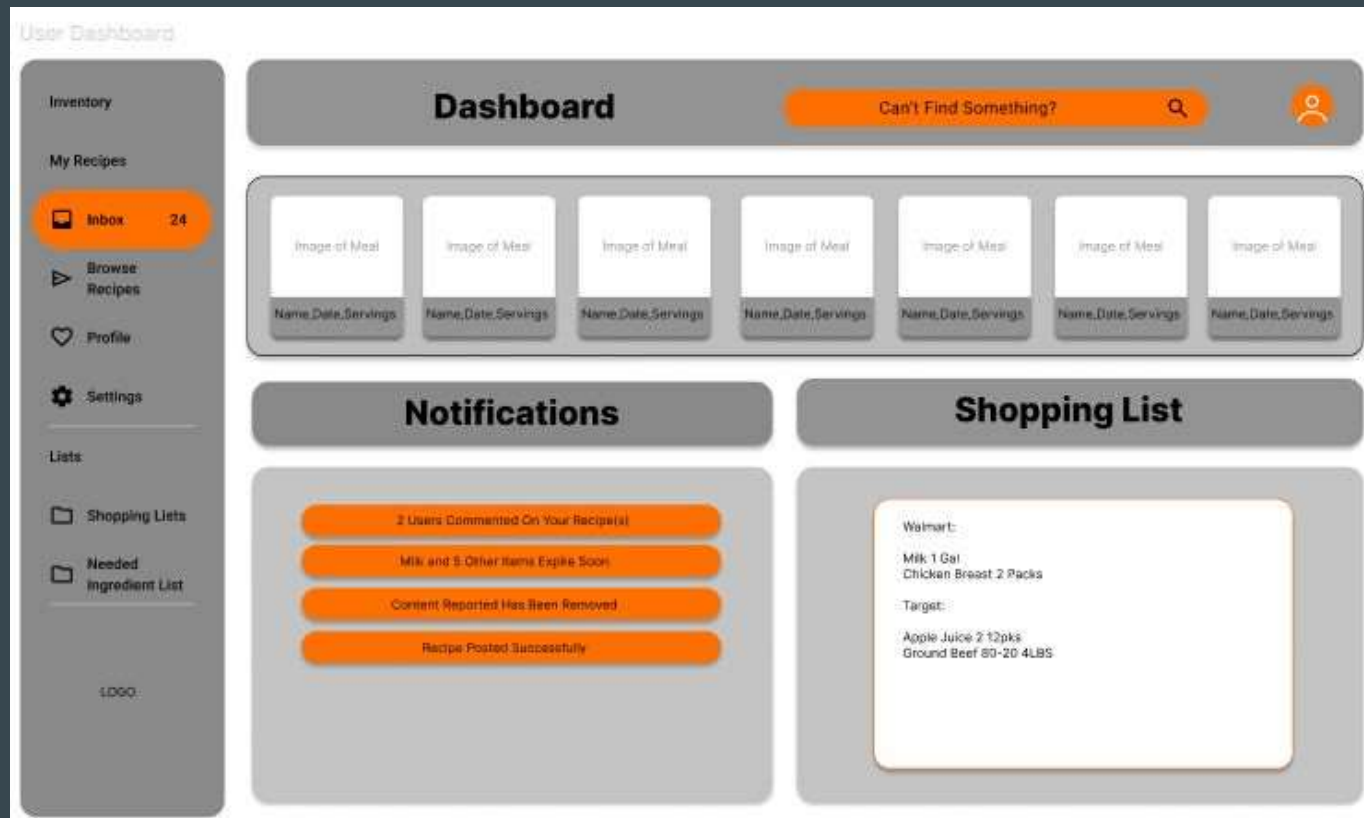 User Dashboard
Inventory
My Recipes
Inbox 24
Browse
Recipes
Profile
Settings
Lists
Shopping Lists
Needed
Ingredient List
LOGO
Dashboard
Can't Find Something?
Image of Meal
Name,Date,Servings
Image of Meal
Name,Date,Servings
Image of Meal
Name,Date,Servings
Image of Meal
Name,Date,Servings
Image of Meal
Name,Date,Servings
Image of Meal
Name,Date,Servings
Image of Meal
Name,Date,Servings
Notifications
2 Users Commented On Your Recipe(s)
Milk and 5 Other Items Expire Soon
Content Reported Has Been Removed
Recipe Posted Successfully
Shopping List
Walmart:
Milk 1 Gal
Chicken Breast 2 Packs
Target:
Apple Juice 2 12pks
Ground Beef 80-20 4LBS